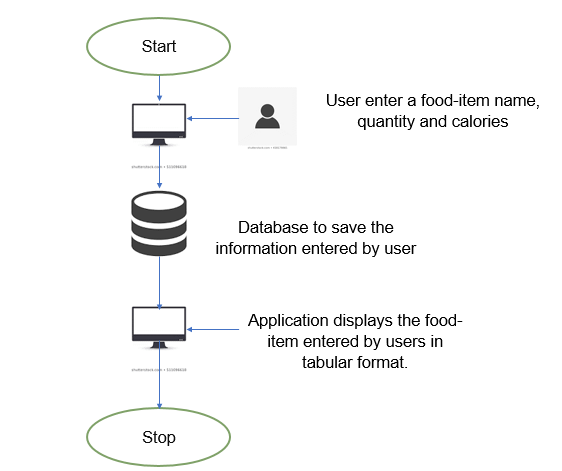 Start
User enter a food-item name,
quantity and calories
Database to save the
information entered by user
Application displays the food-
item entered by users in
tabular format.
Stop